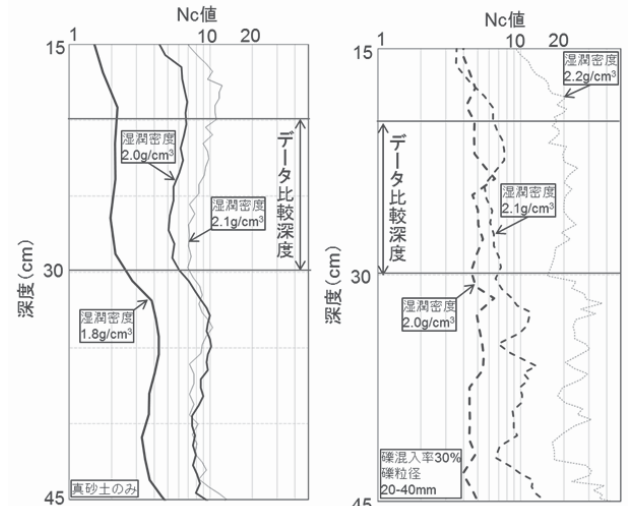 Nc値
1
10
20
15
30
45
深度(cm)
湿潤密度
2.0g/cm³
湿潤密度
2.1g/cm³
湿潤密度
1.8g/cm³
データ比較深度
真砂土のみ
Nc値
1
10
20
15
30
45
深度(cm)
湿潤密度
2.2g/cm³
データ比較深度
湿潤密度
2.1g/cm³
湿潤密度
2.0g/cm³
礫混入率30%
礫粒径
20-40mm